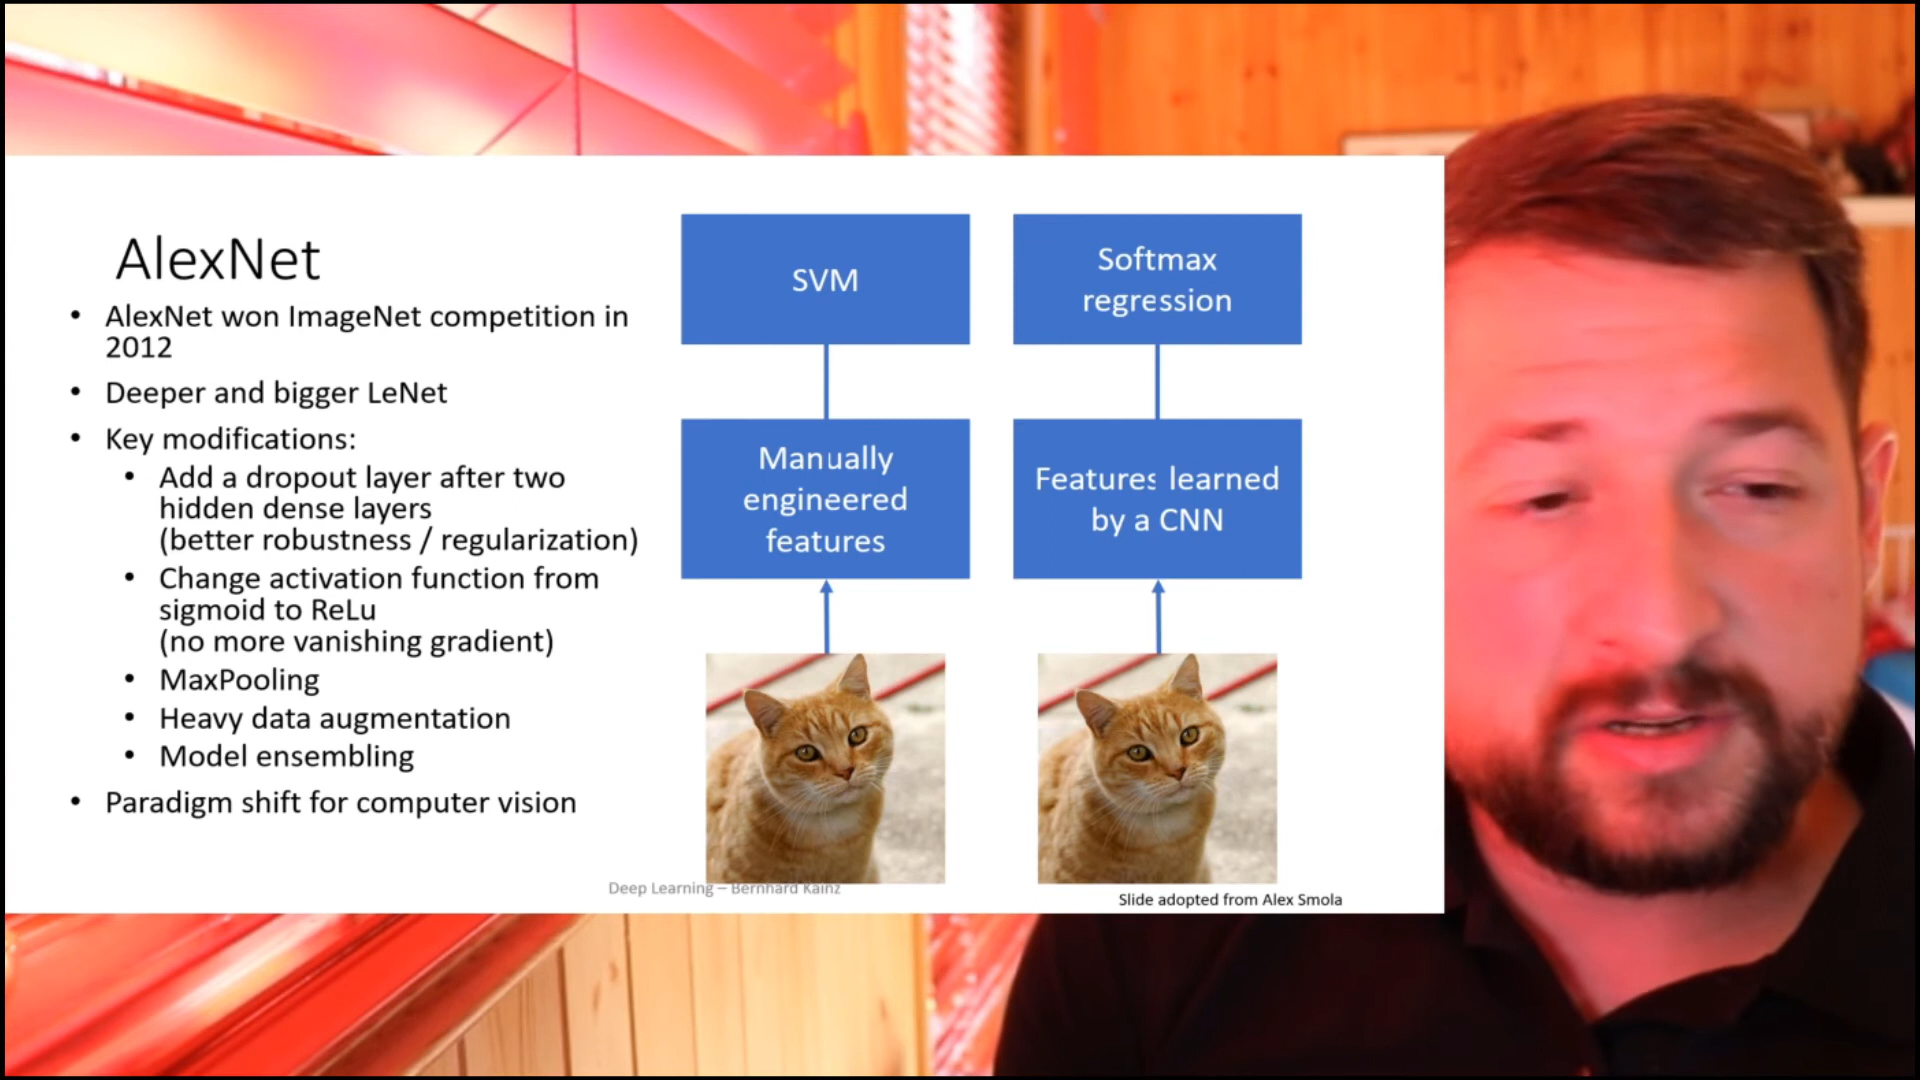 AlexNet
• AlexNet won ImageNet competition in
2012
• Deeper and bigger LeNet
• Key modifications:
• Add a dropout layer after two
hidden dense layers
(better robustness / regularization)
• Change activation function from
sigmoid to ReLu
(no more vanishing gradient)
• MaxPooling
• Heavy data augmentation
• Model ensembling
• Paradigm shift for computer vision
SVM
Manually
engineered
features
Softmax
regression
Features learned
by a CNN
Deep Learning – Bernhard Kainz
Slide adopted from Alex Smola